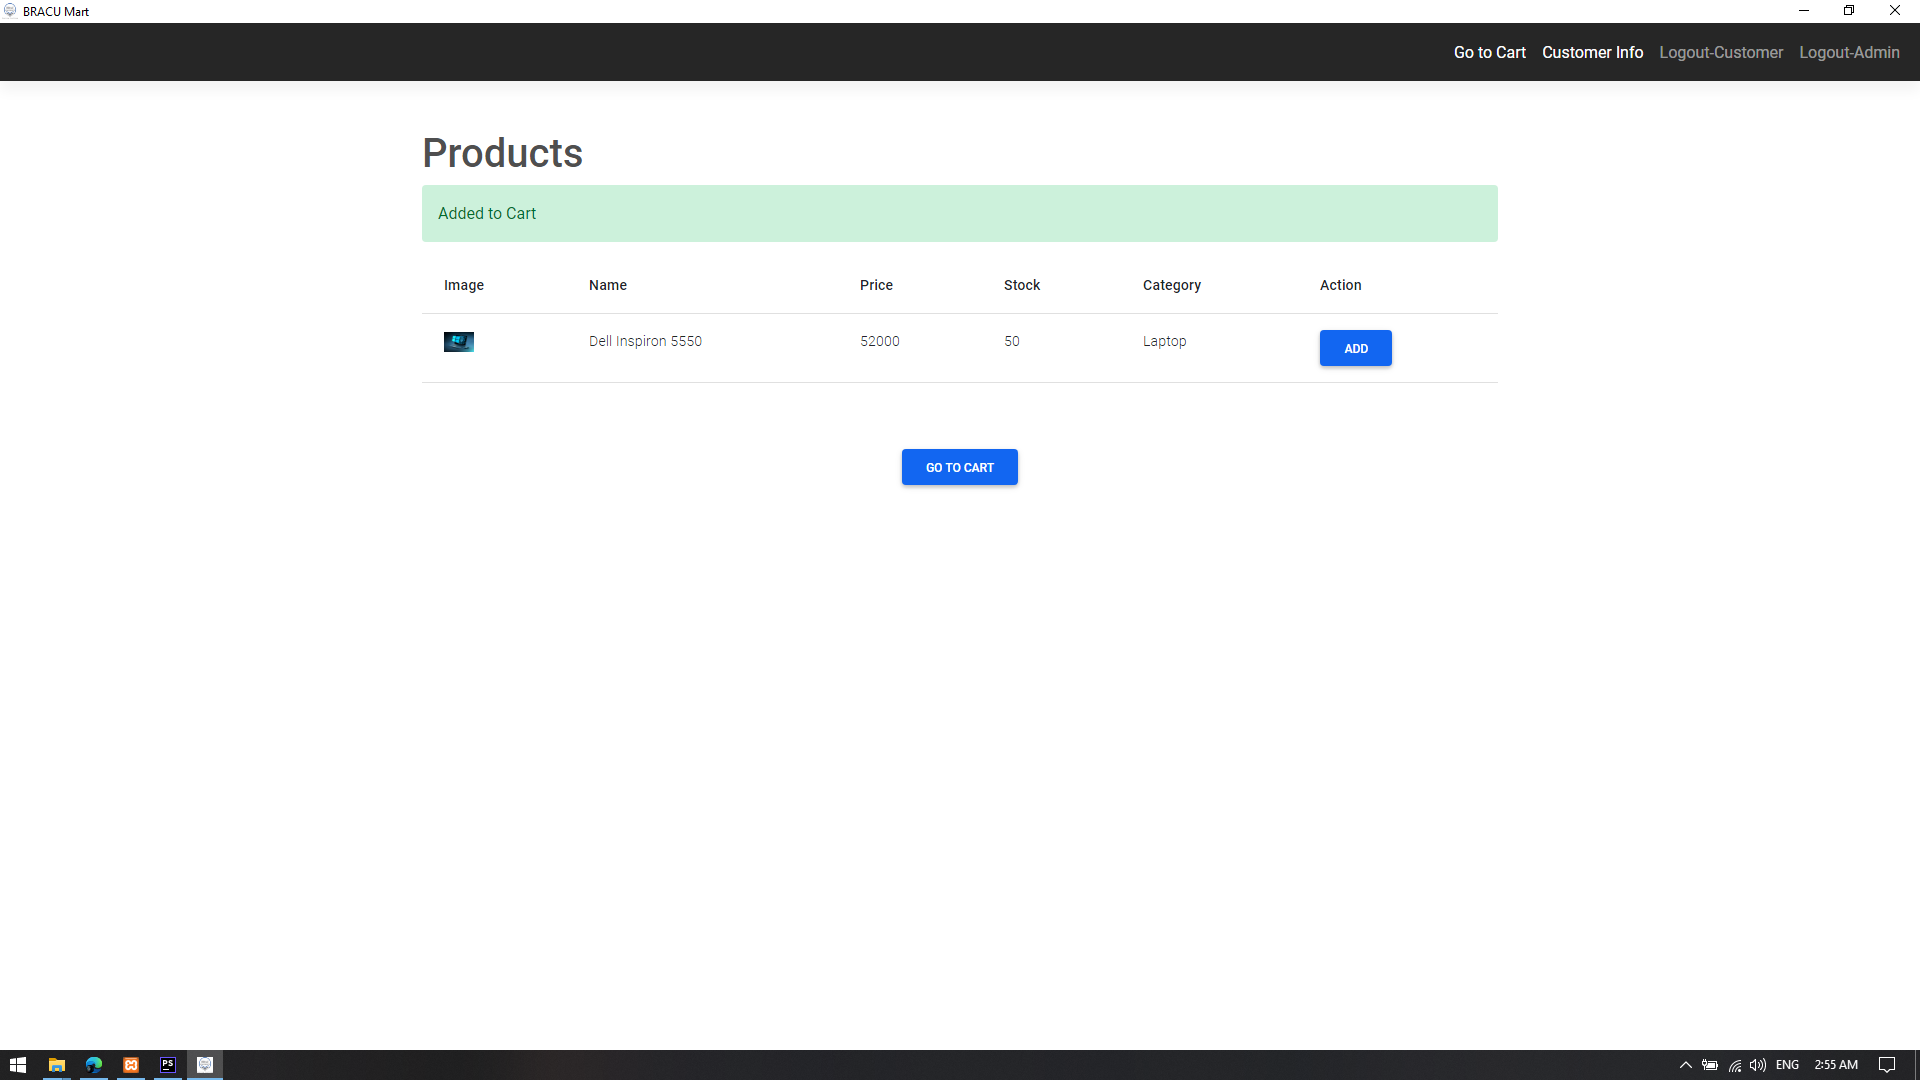 BRACU Mart
Go to Cart Customer Info Logout-Customer Logout-Admin
Products
Added to Cart
Image Name Price Stock Category Action
Dell Inspiron 5550 52000 50 Laptop ADD
GO TO CART
PS ENG 2:55 AM